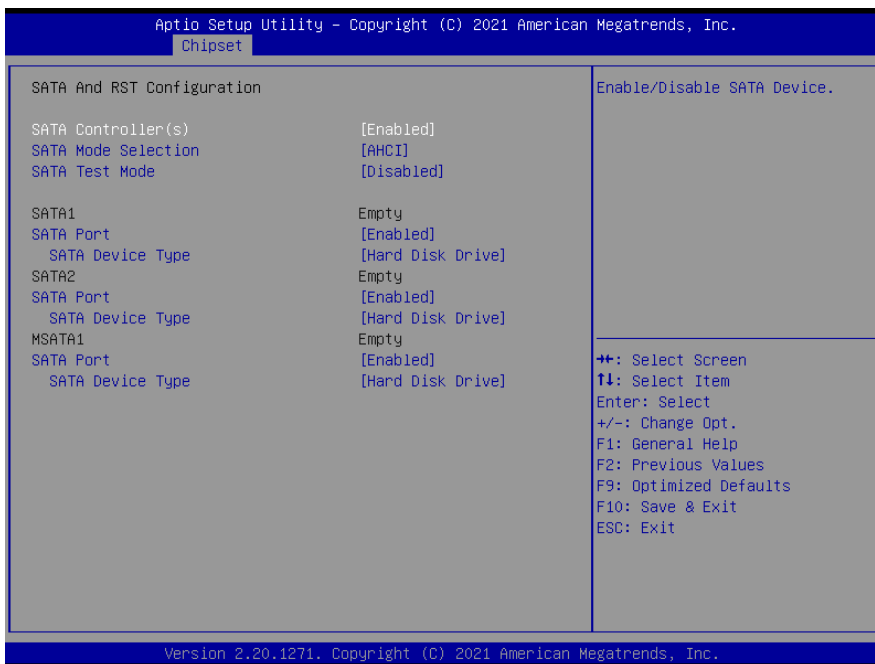 Aptio Setup Utility – Copyright (C) 2021 American Megatrends, Inc.
Chipset
SATA And RST Configuration
SATA Controller(s) [Enabled]
SATA Mode Selection [AHCI]
SATA Test Mode [Disabled]
SATA1 Empty
SATA Port [Enabled]
SATA Device Type [Hard Disk Drive]
SATA2 Empty
SATA Port [Enabled]
SATA Device Type [Hard Disk Drive]
MSATA1 Empty
SATA Port [Enabled]
SATA Device Type [Hard Disk Drive]
Enable/Disable SATA Device.
→←: Select Screen
↑↓: Select Item
Enter: Select
+/-: Change Opt.
F1: General Help
F2: Previous Values
F9: Optimized Defaults
F10: Save & Exit
ESC: Exit
Version 2.20.1271. Copyright (C) 2021 American Megatrends, Inc.